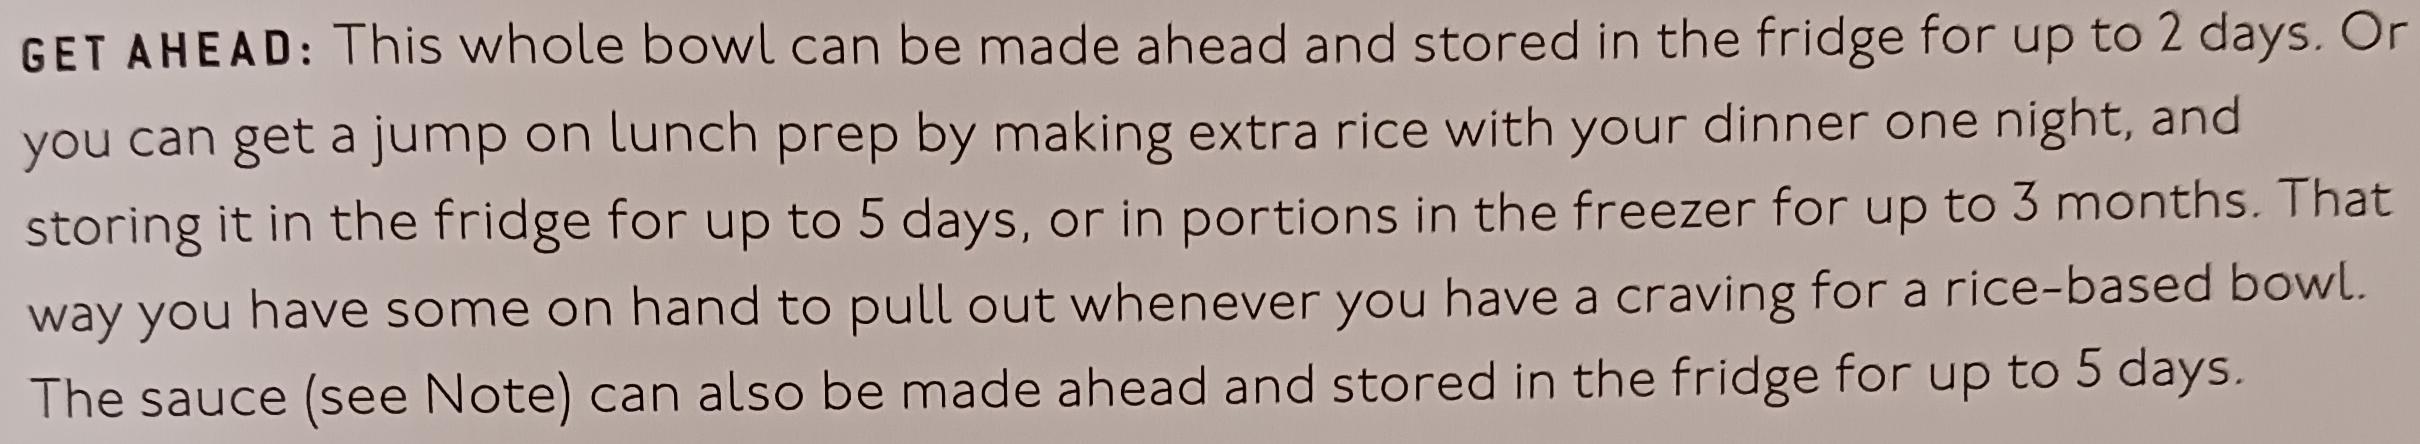 GET AHEAD: This whole bowl can be made ahead and stored in the fridge for up to 2 days. Or
you can get a jump on lunch prep by making extra rice with your dinner one night, and
storing it in the fridge for up to 5 days, or in portions in the freezer for up to 3 months. That
way you have some on hand to pull out whenever you have a craving for a rice-based bowl.
The sauce (see Note) can also be made ahead and stored in the fridge for up to 5 days.